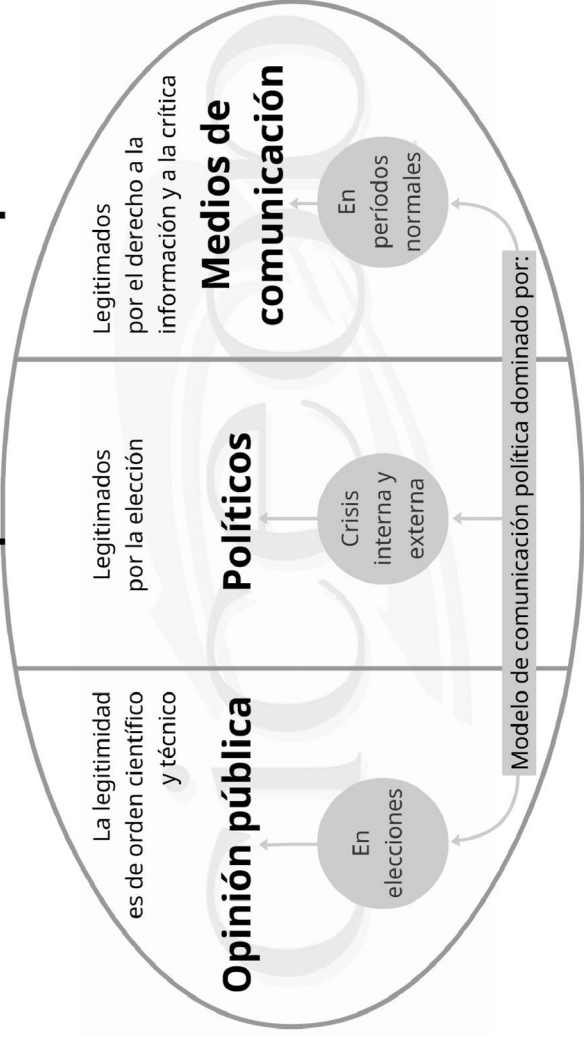 La legitimidad
es de orden científico
y técnico
Opinión pública
En
elecciones
Legitimados
por la elección
Políticos
Crisis
interna y
externa
Legitimados
por el derecho a la
información y a la crítica
Medios de
comunicación
En
períodos
normales
Modelo de comunicación política dominado por: